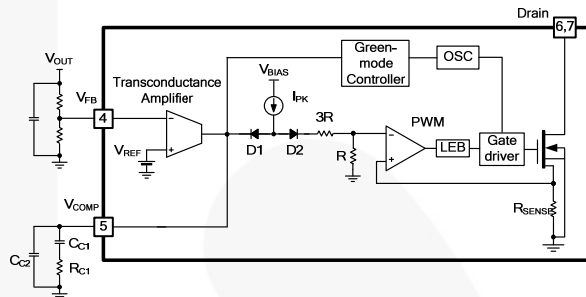 Drain
6,7
VOUT
VFB
4
Transconductance
Amplifier
VREF
VBIAS
IPK
D1
D2
3R
R
Green-
mode
Controller
OSC
PWM
LEB
Gate
driver
RSENSE
VCOMP
5
CC1
CC2
RC1